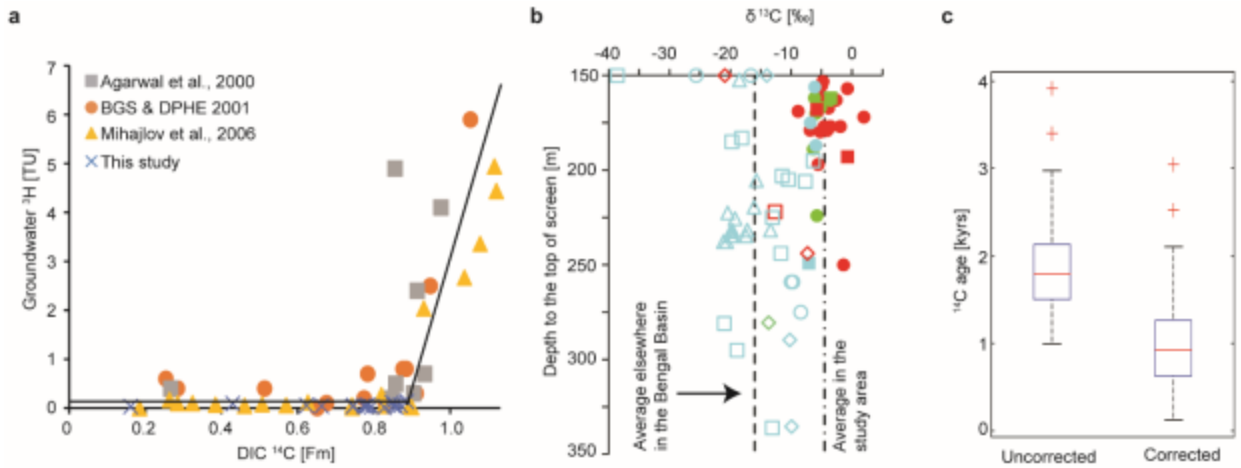 a
Groundwater ³H [TU]
7
6
5
4
3
2
1
0
Agarwal et al., 2000
BGS & DPHE 2001
Mihajlov et al., 2006
This study
0 0.2 0.4 0.6 0.8 1.0
DIC ¹⁴C [Fm]
b
δ ¹³C [‰]
-40 -30 -20 -10 0
Depth to the top of screen [m]
150
200
250
300
350
Average elsewhere
in the Bengal Basin
Average in the
study area
c
¹⁴C age [kyrs]
4
3
2
1
0
Uncorrected Corrected